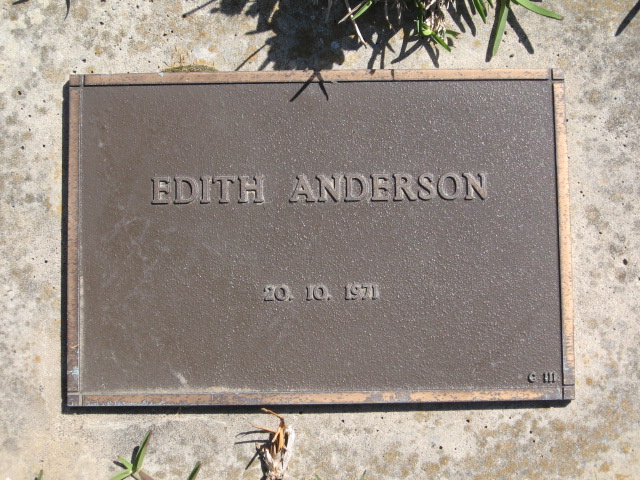 EDITH ANDERSON
20. 10. 1971
C 111